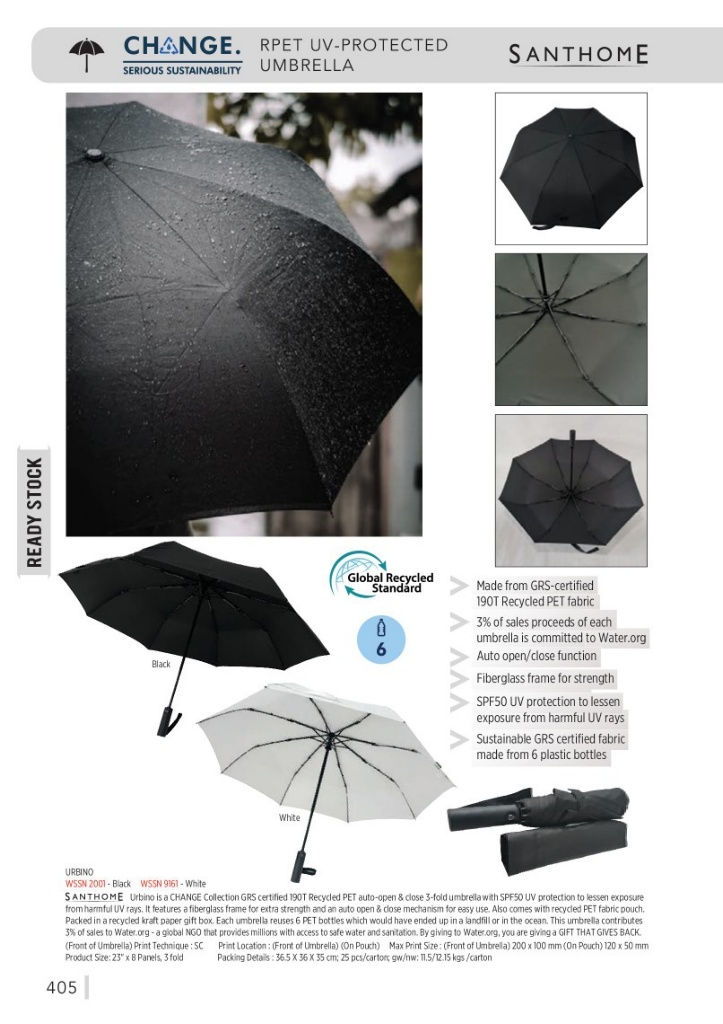 CHANGE.
SERIOUS SUSTAINABILITY
RPET UV-PROTECTED
UMBRELLA
SANTHOME
READY STOCK
Global Recycled
Standard
6
Made from GRS-certified
190T Recycled PET fabric
3% of sales proceeds of each
umbrella is committed to Water.org
Auto open/close function
Fiberglass frame for strength
SPF50 UV protection to lessen
exposure from harmful UV rays
Sustainable GRS certified fabric
made from 6 plastic bottles
Black
White
URBINO
WSSN 2001 - Black WSSN 9161 - White
SANTHOME Urbino is a CHANGE Collection GRS certified 190T Recycled PET auto-open & close 3-fold umbrella with SPF50 UV protection to lessen exposure
from harmful UV rays. It features a fiberglass frame for extra strength and an auto open & close mechanism for easy use. Also comes with recycled PET fabric pouch.
Packed in a recycled kraft paper gift box. Each umbrella reuses 6 PET bottles which would have ended up in a landfill or in the ocean. This umbrella contributes
3% of sales to Water.org - a global NGO that provides millions with access to safe water and sanitation. By giving to Water.org, you are giving a GIFT THAT GIVES BACK.
(Front of Umbrella) Print Technique : SC Print Location : (Front of Umbrella) (On Pouch) Max Print Size : (Front of Umbrella) 200 x 100 mm (On Pouch) 120 x 50 mm
Product Size: 23" x 8 Panels, 3 fold Packing Details : 36.5 X 36 X 35 cm; 25 pcs/carton; gw/nw: 11.5/12.15 kgs /carton
405